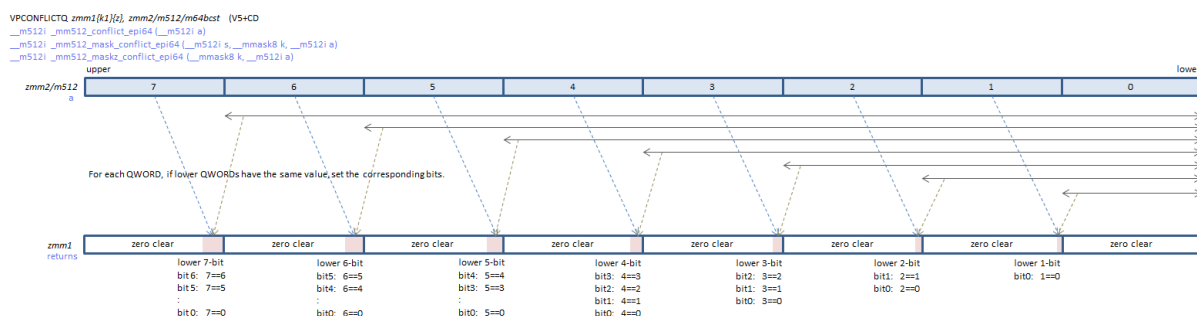 VPCONFLICTQ zmm1{k1}{z}, zmm2/m512/m64bcst (V5+CD
__m512i _mm512_conflict_epi64 (__m512i a)
__m512i _mm512_mask_conflict_epi64 (__m512i s, __mmask8 k, __m512i a)
__m512i _mm512_maskz_conflict_epi64 (__mmask8 k, __m512i a)
upper lowe
zmm2/m512 7 6 5 4 3 2 1 0
a
For each QWORD, if lower QWORDs have the same value, set the corresponding bits.
zmm1 zero clear zero clear zero clear zero clear zero clear zero clear zero clear zero clear
returns
lower 7-bit lower 6-bit lower 5-bit lower 4-bit lower 3-bit lower 2-bit lower 1-bit
bit6: 7==6 bit5: 6==5 bit4: 5==4 bit3: 4==3 bit2: 3==2 bit1: 2==1 bit0: 1==0
bit5: 7==5 bit4: 6==4 bit3: 5==3 bit2: 4==2 bit1: 3==1 bit0: 2==0
: : : bit1: 4==1 bit0: 3==0
bit0: 7==0 bit0: 6==0 bit0: 5==0 bit0: 4==0